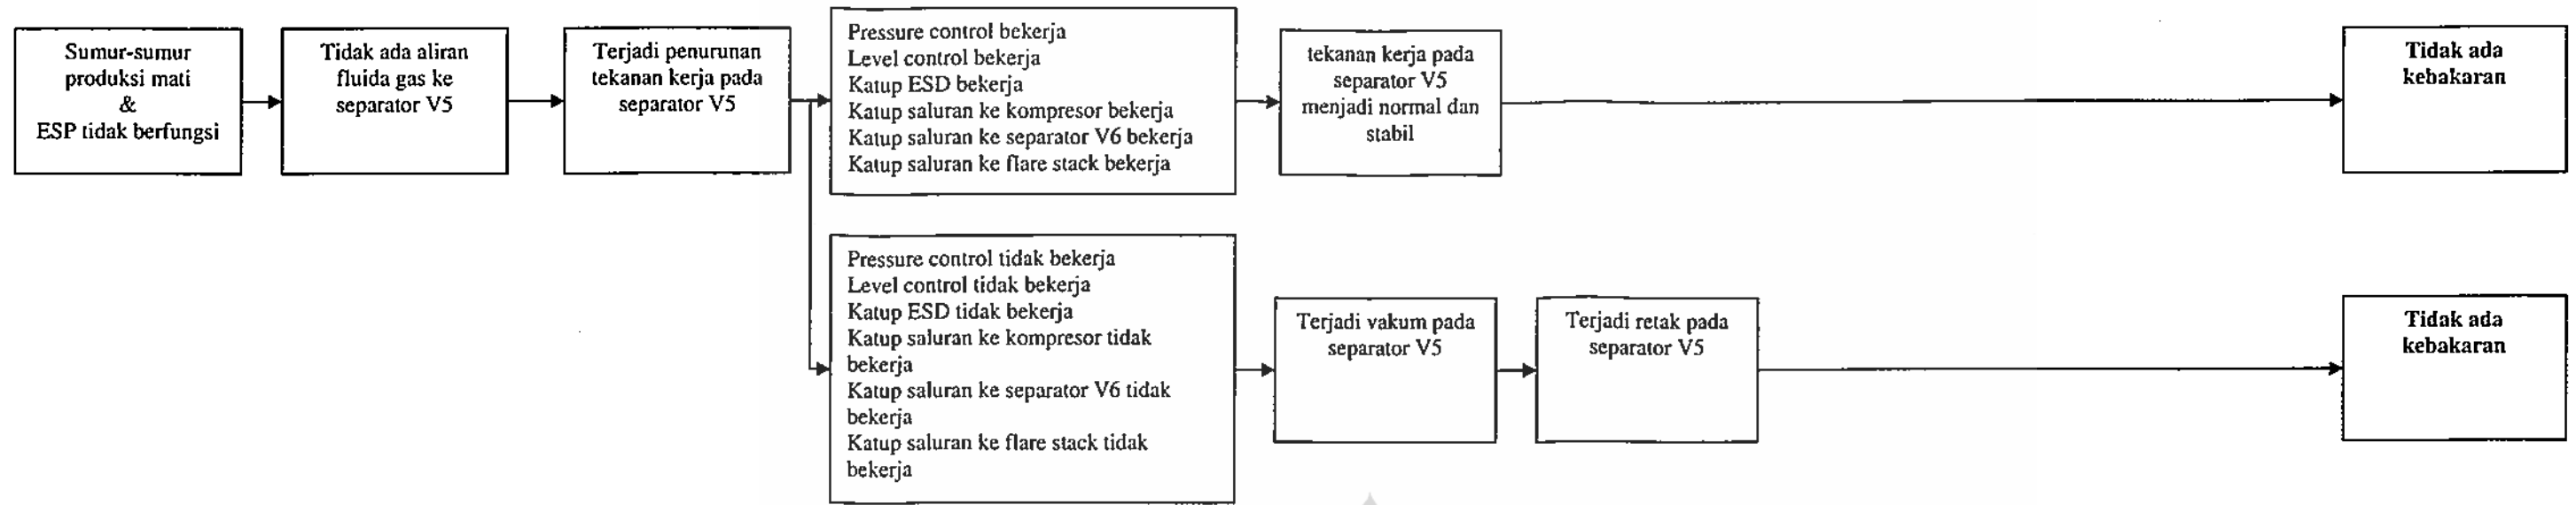 Sumur-sumur
produksi mati
&
ESP tidak berfungsi
Tidak ada aliran
fluida gas ke
separator V5
Terjadi penurunan
tekanan kerja pada
separator V5
Pressure control bekerja
Level control bekerja
Katup ESD bekerja
Katup saluran ke kompresor bekerja
Katup saluran ke separator V6 bekerja
Katup saluran ke flare stack bekerja
tekanan kerja pada
separator V5
menjadi normal dan
stabil
Tidak ada
kebakaran
Pressure control tidak bekerja
Level control tidak bekerja
Katup ESD tidak bekerja
Katup saluran ke kompresor tidak
bekerja
Katup saluran ke separator V6 tidak
bekerja
Katup saluran ke flare stack tidak
bekerja
Terjadi vakum pada
separator V5
Terjadi retak pada
separator V5
Tidak ada
kebakaran